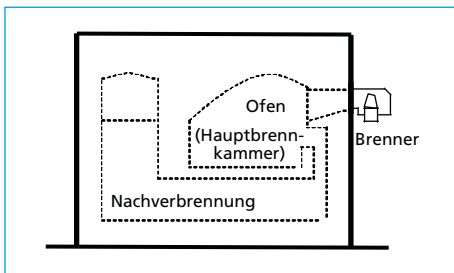 Ofen
(Hauptbrenn-
kammer)
Brenner
Nachverbrennung